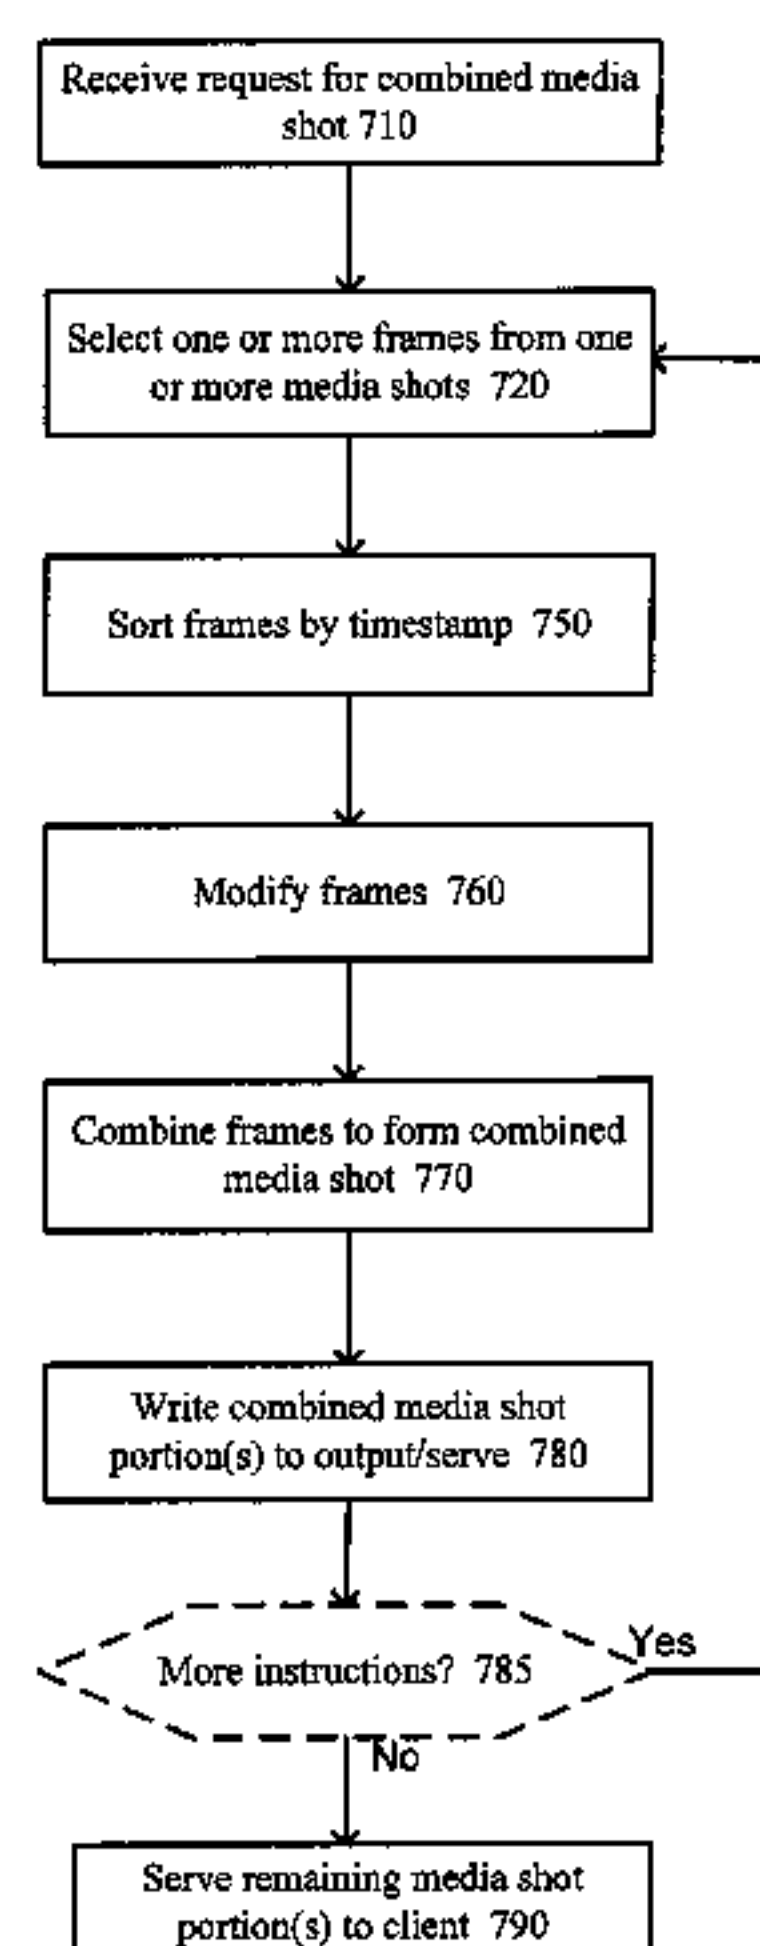 Receive request for combined media
shot 710
Select one or more frames from one
or more media shots 720
Sort frames by timestamp 750
Modify frames 760
Combine frames to form combined
media shot 770
Write combined media shot
portion(s) to output/serve 780
More instructions? 785
Yes
No
Serve remaining media shot
portion(s) to client 790